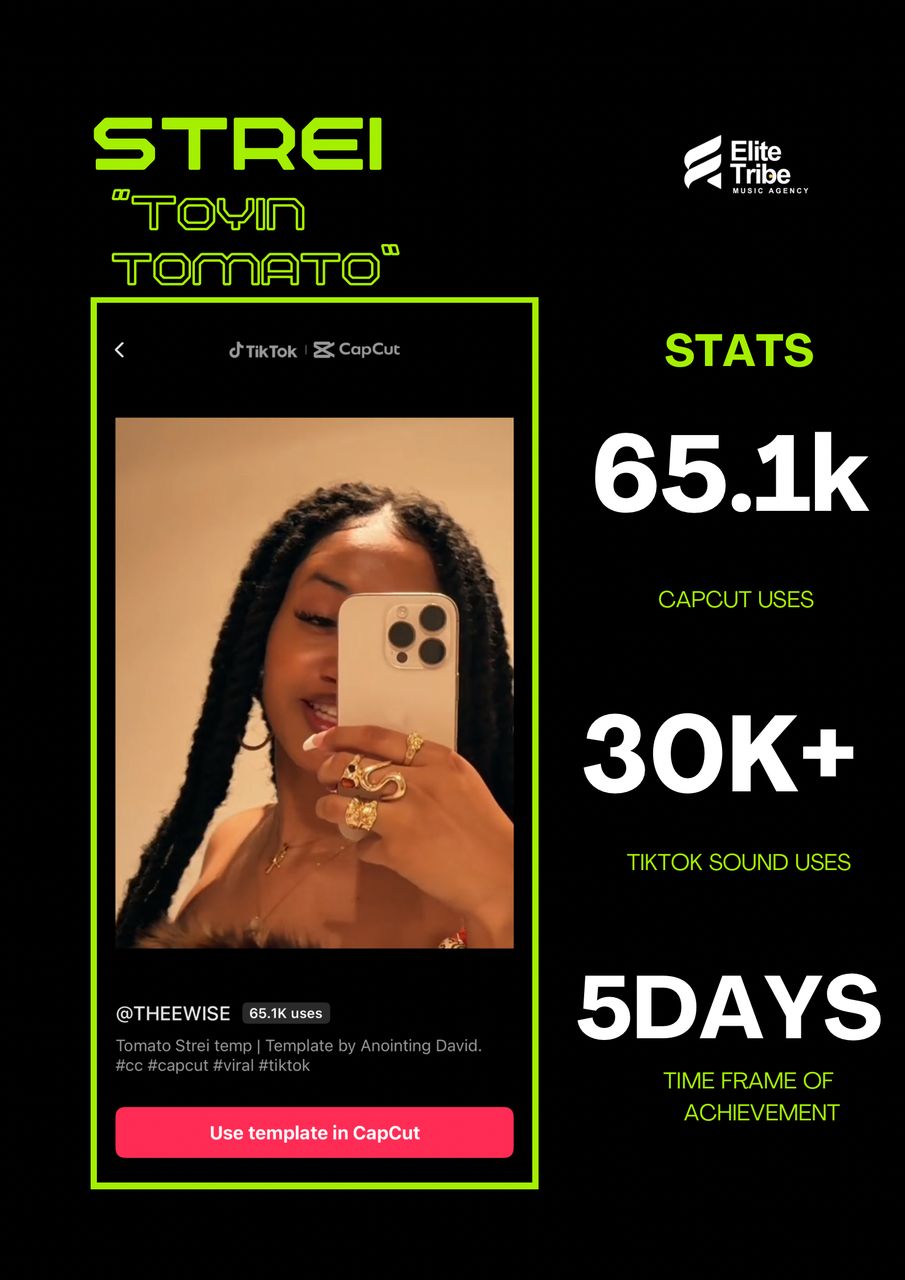 STREI
"TOYIN
TOMATO"
Elite
Tribe
MUSIC AGENCY
TikTok | CapCut
@THEEWISE 65.1K uses
Tomato Strei temp | Template by Anointing David.
#cc #capcut #viral #tiktok
Use template in CapCut
STATS
65.1k
CAPCUT USES
30K+
TIKTOK SOUND USES
5DAYS
TIME FRAME OF
ACHIEVEMENT